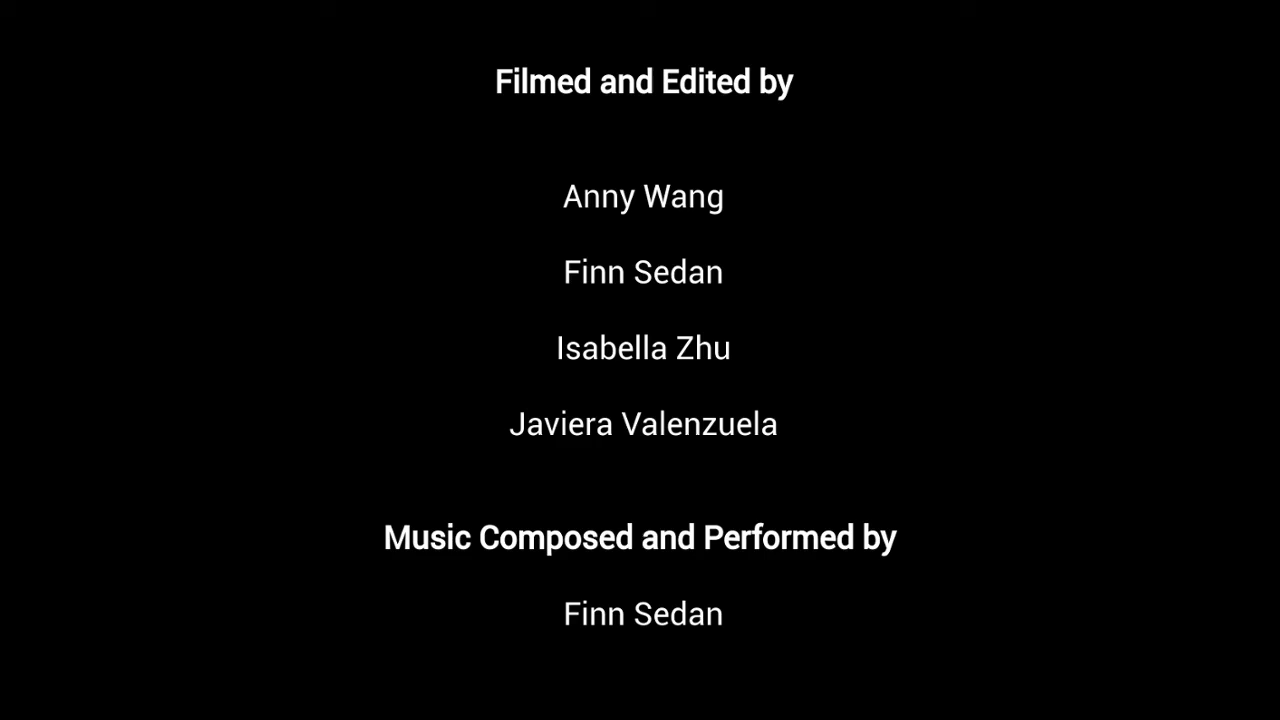 Filmed and Edited by
Anny Wang
Finn Sedan
Isabella Zhu
Javiera Valenzuela
Music Composed and Performed by
Finn Sedan